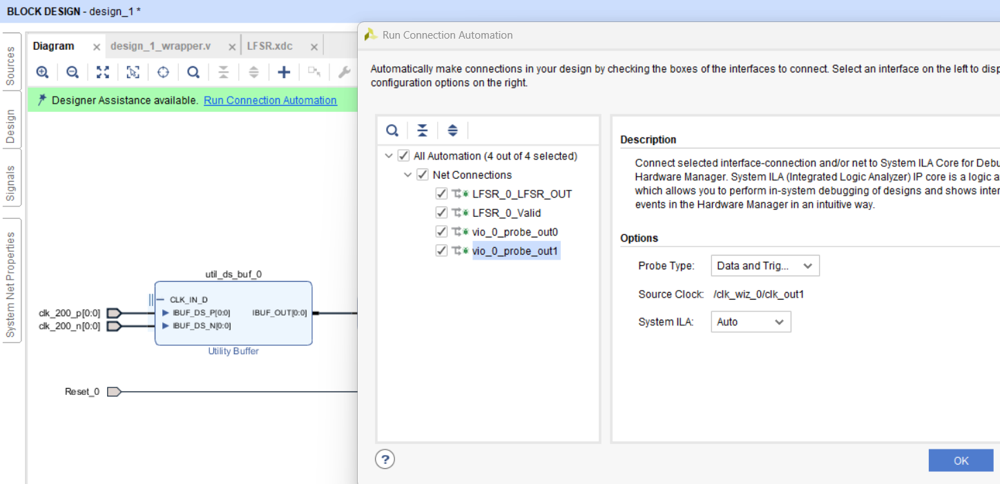 BLOCK DESIGN - design_1 *
Sources
Design
Signals
System Net Properties
Diagram
design_1_wrapper.v
LFSR.xdc
Designer Assistance available. Run Connection Automation
util_ds_buf_0
CLK_IN_D
clk_200_p[0:0]
IBUF_DS_P[0:0]
IBUF_OUT[0:0]
clk_200_n[0:0]
IBUF_DS_N[0:0]
Utility Buffer
Reset_0
Run Connection Automation
Automatically make connections in your design by checking the boxes of the interfaces to connect. Select an interface on the left to disp
configuration options on the right.
All Automation (4 out of 4 selected)
Net Connections
LFSR_0_LFSR_OUT
LFSR_0_Valid
vio_0_probe_out0
vio_0_probe_out1
Description
Connect selected interface-connection and/or net to System ILA Core for Debu
Hardware Manager. System ILA (Integrated Logic Analyzer) IP core is a logic a
which allows you to perform in-system debugging of designs and shows inter
events in the Hardware Manager in an intuitive way.
Options
Probe Type: Data and Trig...
Source Clock: /clk_wiz_0/clk_out1
System ILA: Auto
?
OK